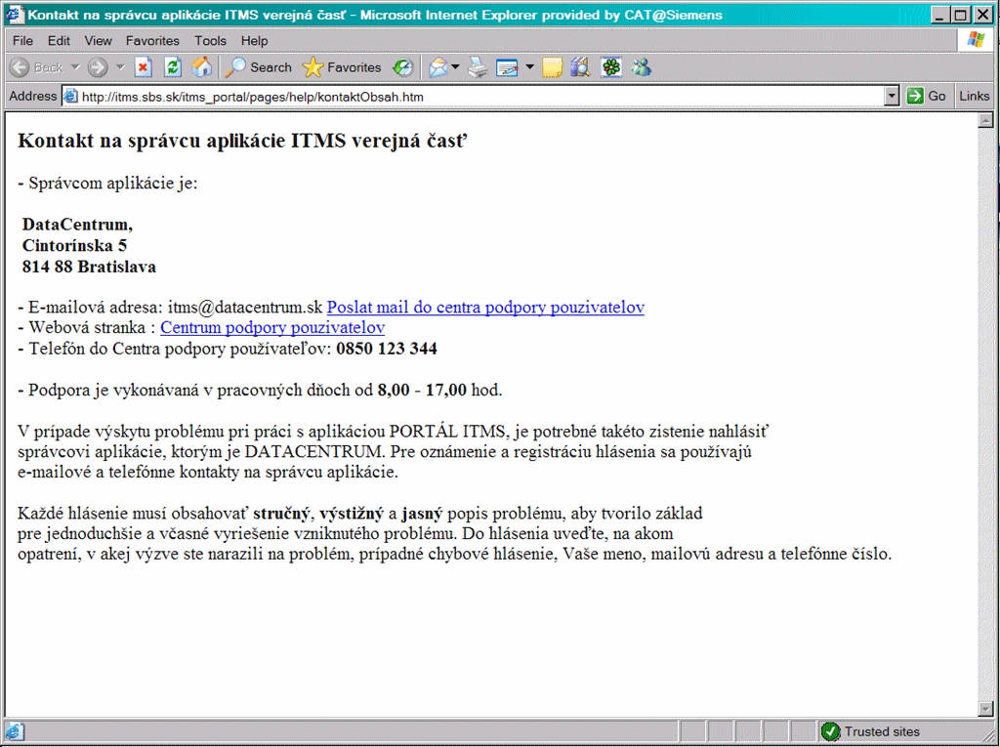 Kontakt na správcu aplikácie ITMS verejná časť - Microsoft Internet Explorer provided by CAT@Siemens
File Edit View Favorites Tools Help
Back Search Favorites
Address http://itms.sbs.sk/itms_portal/pages/help/kontaktObsah.htm Go Links
Kontakt na správcu aplikácie ITMS verejná časť
- Správcom aplikácie je:
DataCentrum,
Cintorínska 5
814 88 Bratislava
- E-mailová adresa: itms@datacentrum.sk Poslat mail do centra podpory pouzivatelov
- Webová stranka : Centrum podpory pouzivatelov
- Telefón do Centra podpory používateľov: 0850 123 344
- Podpora je vykonávaná v pracovných dňoch od 8,00 - 17,00 hod.
V prípade výskytu problému pri práci s aplikáciou PORTÁL ITMS, je potrebné takéto zistenie nahlásiť
správcovi aplikácie, ktorým je DATACENTRUM. Pre oznámenie a registráciu hlásenia sa používajú
e-mailové a telefónne kontakty na správcu aplikácie.
Každé hlásenie musí obsahovať stručný, výstižný a jasný popis problému, aby tvorilo základ
pre jednoduchšie a včasné vyriešenie vzniknutého problému. Do hlásenia uveďte, na akom
opatrení, v akej výzve ste narazili na problém, prípadné chybové hlásenie, Vaše meno, mailovú adresu a telefónne číslo.
Trusted sites